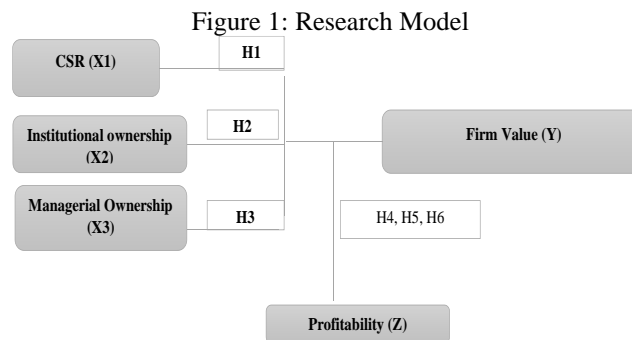 Figure 1: Research Model
CSR (X1)
H1
Institutional ownership
(X2)
H2
Firm Value (Y)
Managerial Ownership
(X3)
H3
H4, H5, H6
Profitability (Z)